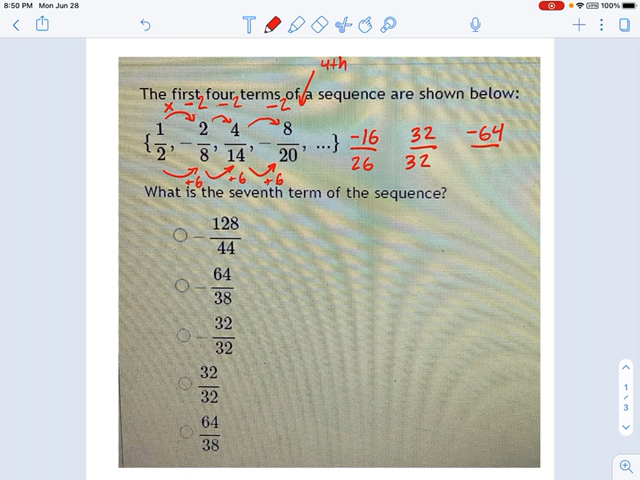 8:50 PM Mon Jun 28
VPN 100%
T
4th
The first four terms of a sequence are shown below:
x -2 -2 -2
{1/2, -2/8, 4/14, -8/20, ...} -16/26 32/32 -64
+6 +6 +6
What is the seventh term of the sequence?
-128/44
-64/38
-32/32
32/32
64/38
1/3